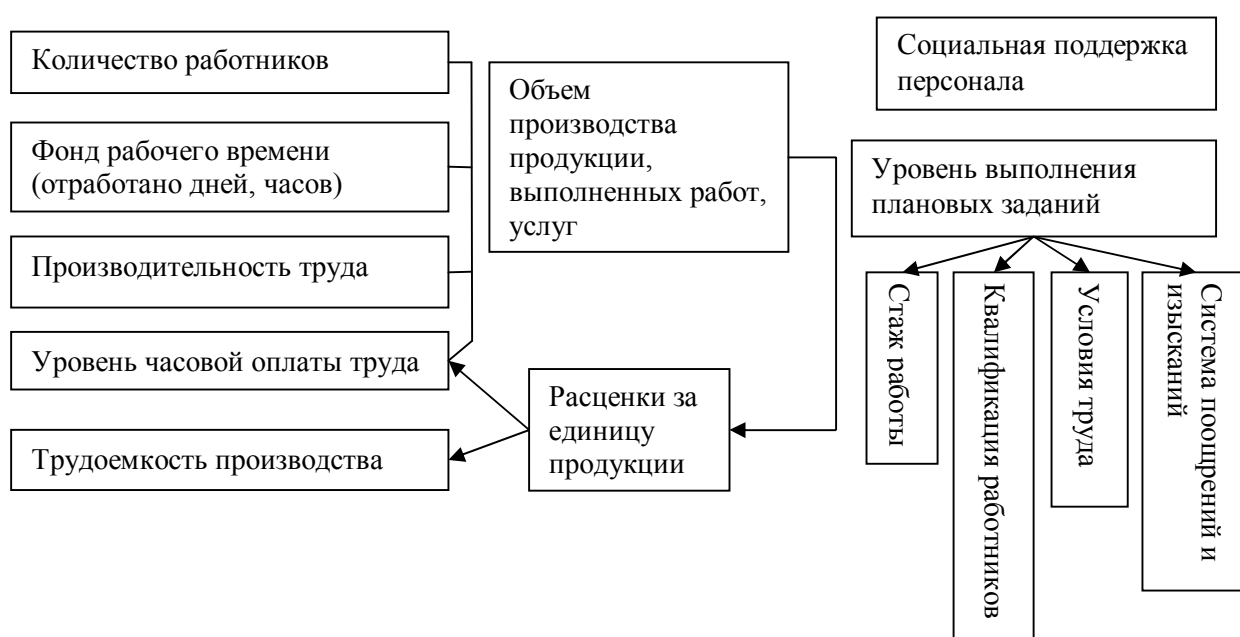 Количество работников
Фонд рабочего времени
(отработано дней, часов)
Производительность труда
Уровень часовой оплаты труда
Трудоемкость производства
Объем
производства
продукции,
выполненных работ,
услуг
Расценки за
единицу
продукции
Социальная поддержка
персонала
Уровень выполнения
плановых заданий
Стаж работы
Квалификация работников
Условия труда
Система поощрений и
изысканий